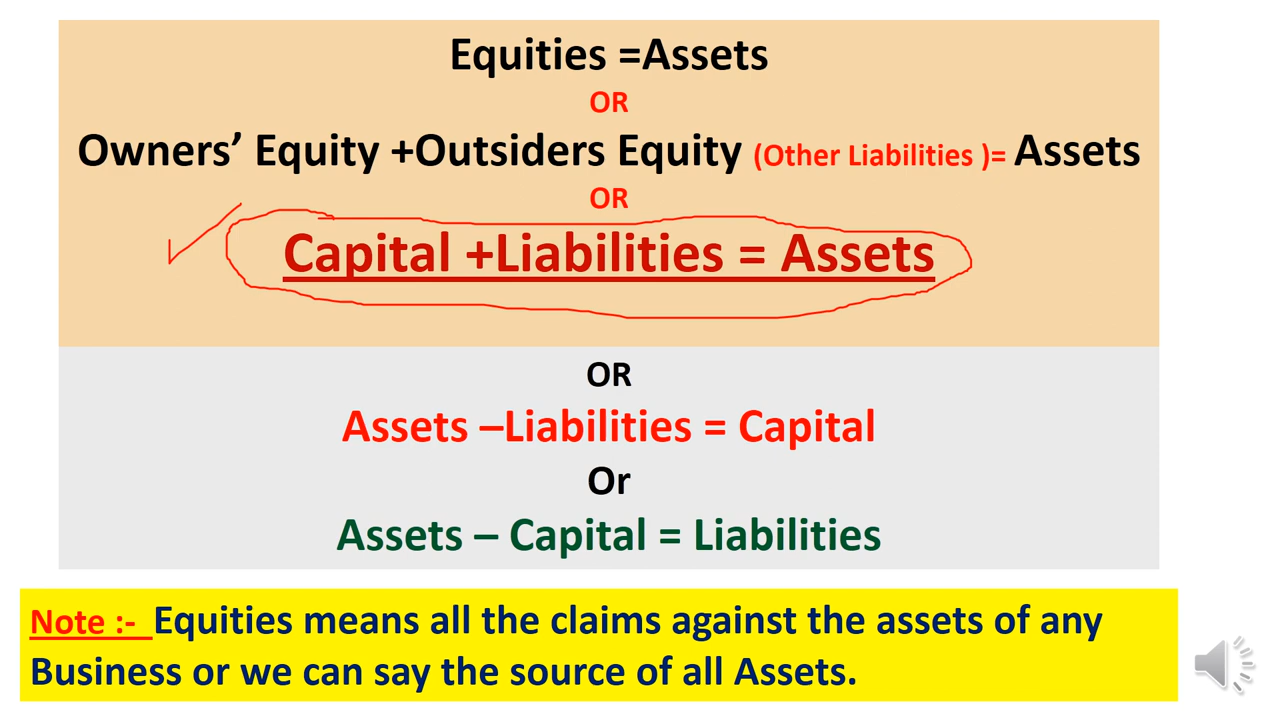 Equities =Assets
OR
Owners’ Equity +Outsiders Equity (Other Liabilities )= Assets
OR
Capital +Liabilities = Assets
OR
Assets –Liabilities = Capital
Or
Assets – Capital = Liabilities
Note :- Equities means all the claims against the assets of any
Business or we can say the source of all Assets.